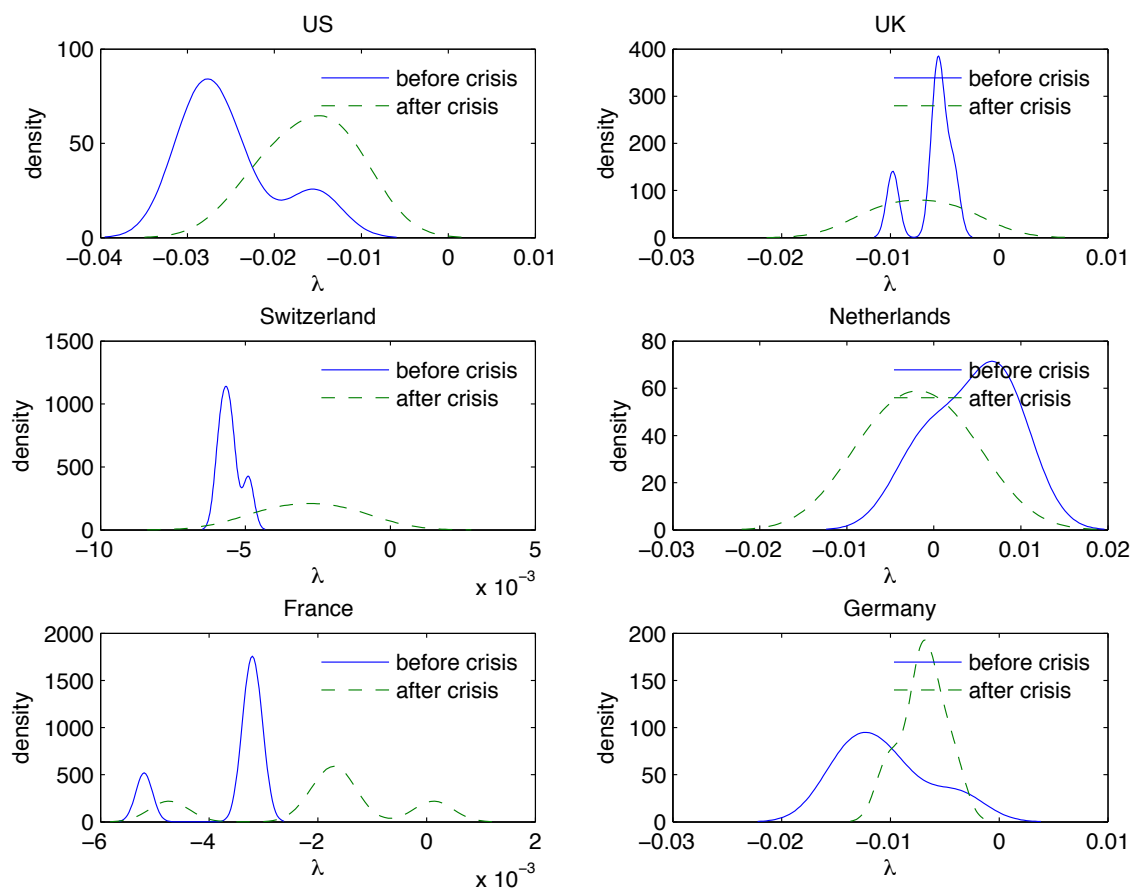 US
100
50
0
density
before crisis
after crisis
−0.04 −0.03 −0.02 −0.01 0 0.01
λ
UK
400
300
200
100
0
density
before crisis
after crisis
−0.03 −0.02 −0.01 0 0.01
λ
Switzerland
1500
1000
500
0
density
before crisis
after crisis
−10 −5 0 5
λ
x 10−3
Netherlands
80
60
40
20
0
density
before crisis
after crisis
−0.03 −0.02 −0.01 0 0.01 0.02
λ
France
2000
1500
1000
500
0
density
before crisis
after crisis
−6 −4 −2 0 2
λ
x 10−3
Germany
200
150
100
50
0
density
before crisis
after crisis
−0.03 −0.02 −0.01 0 0.01
λ